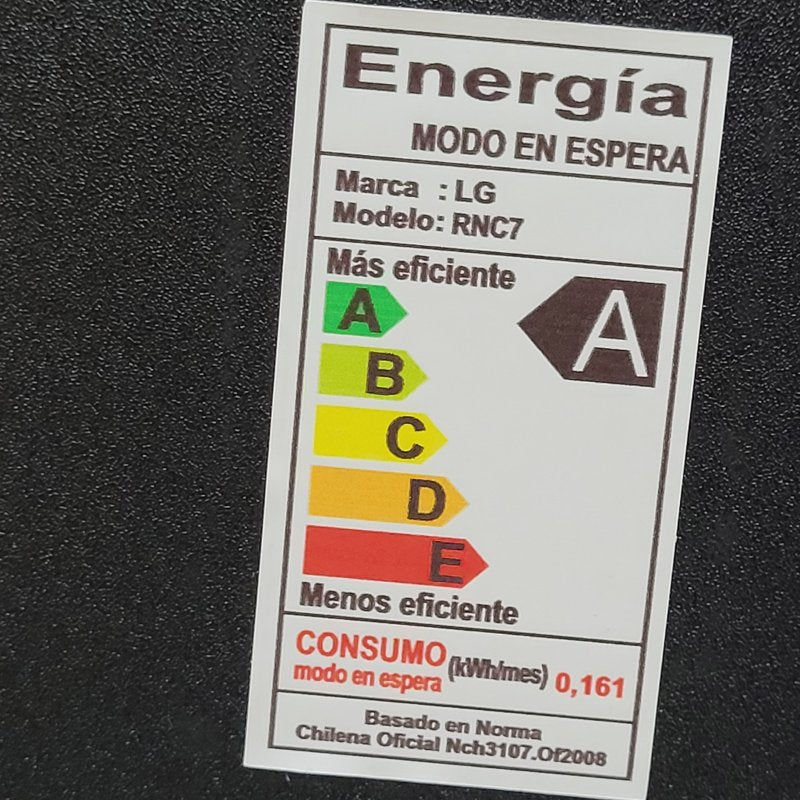 Energía
MODO EN ESPERA
Marca : LG
Modelo: RNC7
Más eficiente
A
A
B
C
D
E
Menos eficiente
CONSUMO (kWh/mes) 0,161
modo en espera
Basado en Norma
Chilena Oficial Nch3107.Of2008